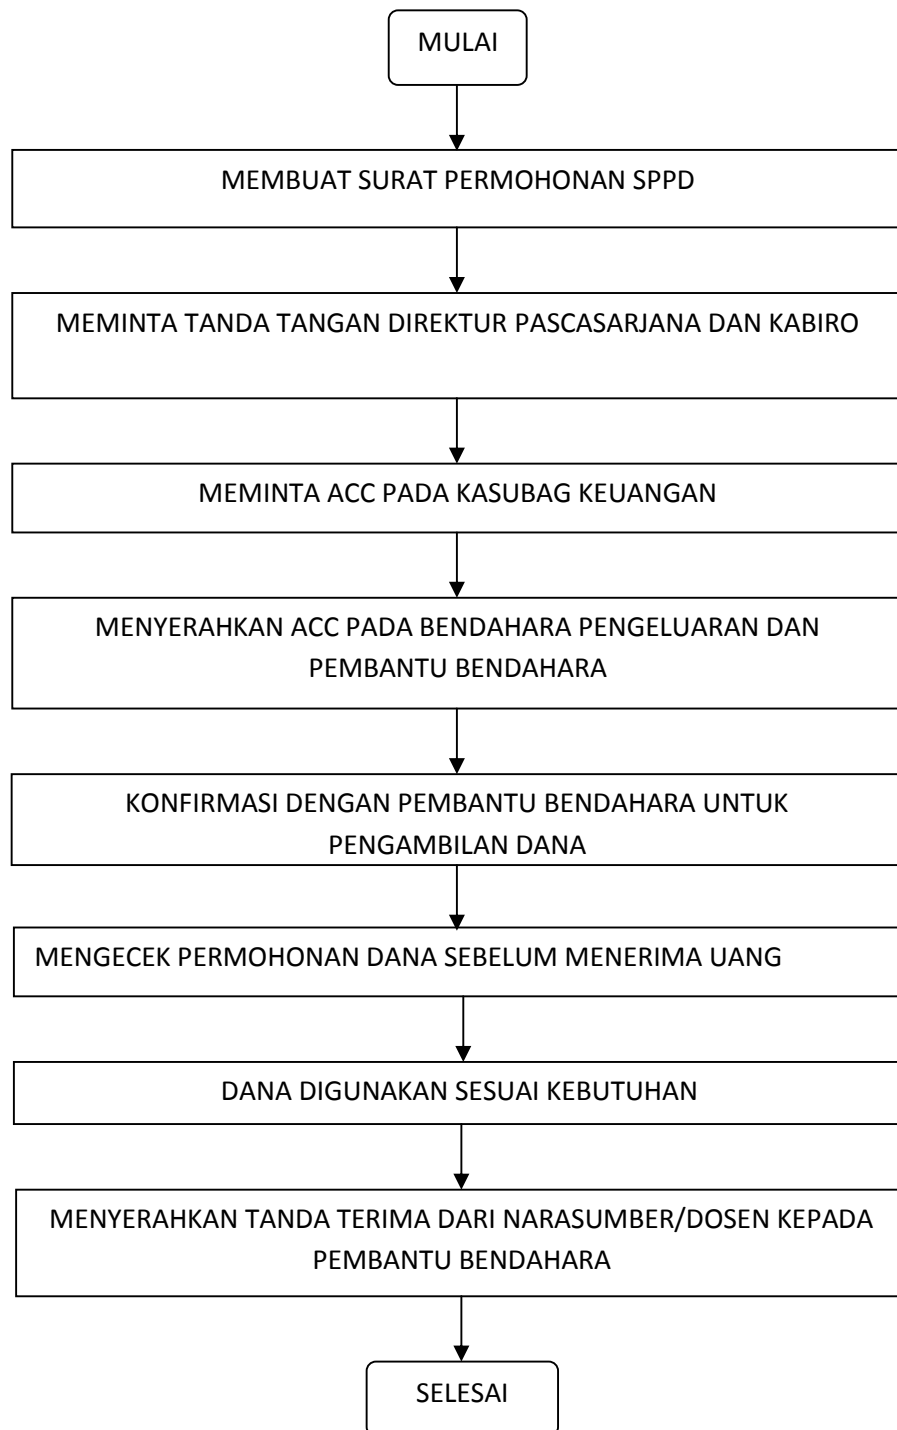 MULAI
MEMBUAT SURAT PERMOHONAN SPPD
MEMINTA TANDA TANGAN DIREKTUR PASCASARJANA DAN KABIRO
MEMINTA ACC PADA KASUBAG KEUANGAN
MENYERAHKAN ACC PADA BENDAHARA PENGELUARAN DAN
PEMBANTU BENDAHARA
KONFIRMASI DENGAN PEMBANTU BENDAHARA UNTUK
PENGAMBILAN DANA
MENGECEK PERMOHONAN DANA SEBELUM MENERIMA UANG
DANA DIGUNAKAN SESUAI KEBUTUHAN
MENYERAHKAN TANDA TERIMA DARI NARASUMBER/DOSEN KEPADA
PEMBANTU BENDAHARA
SELESAI